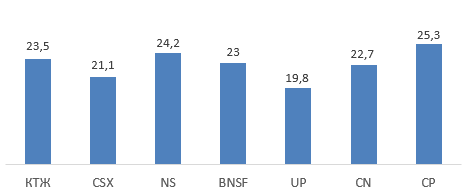 23,5 21,1 24,2 23 19,8 22,7 25,3
КТЖ CSX NS BNSF UP CN CP